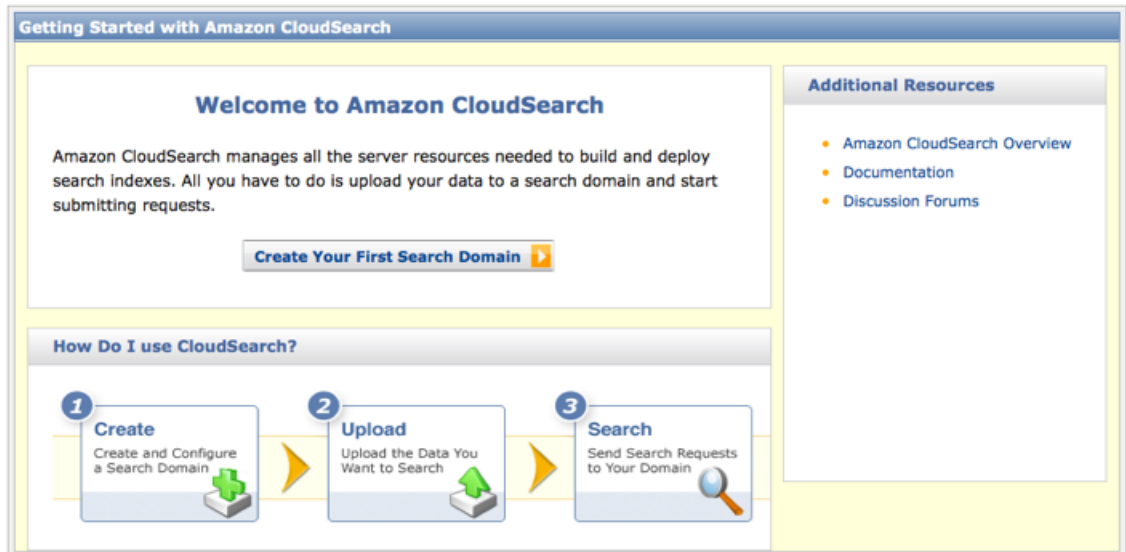 Getting Started with Amazon CloudSearch
Welcome to Amazon CloudSearch
Amazon CloudSearch manages all the server resources needed to build and deploy
search indexes. All you have to do is upload your data to a search domain and start
submitting requests.
Create Your First Search Domain
How Do I use CloudSearch?
1
Create
Create and Configure
a Search Domain
2
Upload
Upload the Data You
Want to Search
3
Search
Send Search Requests
to Your Domain
Additional Resources
Amazon CloudSearch Overview
Documentation
Discussion Forums